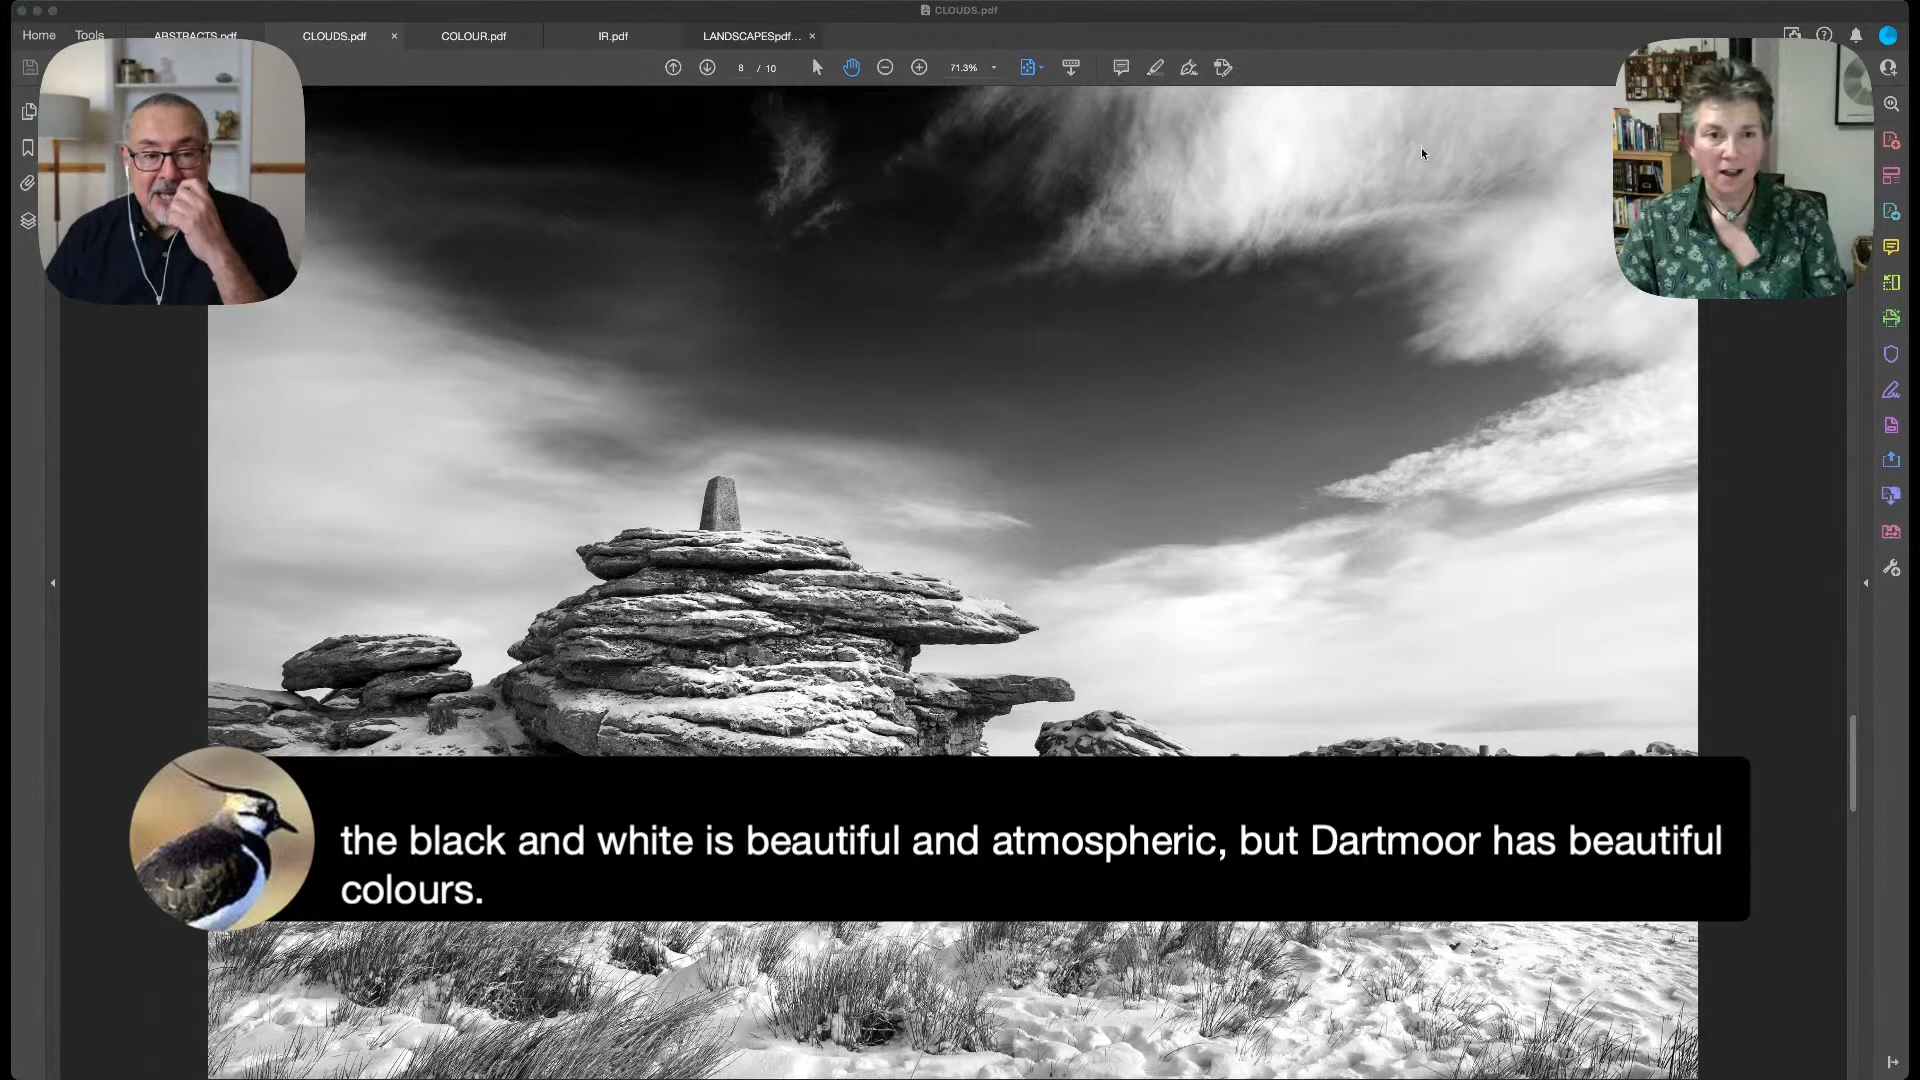 CLOUDS.pdf
Home
Tools
ABSTRACTS.pdf
CLOUDS.pdf
COLOUR.pdf
IR.pdf
LANDSCAPESpdf...
8 / 10
71.3%
the black and white is beautiful and atmospheric, but Dartmoor has beautiful
colours.